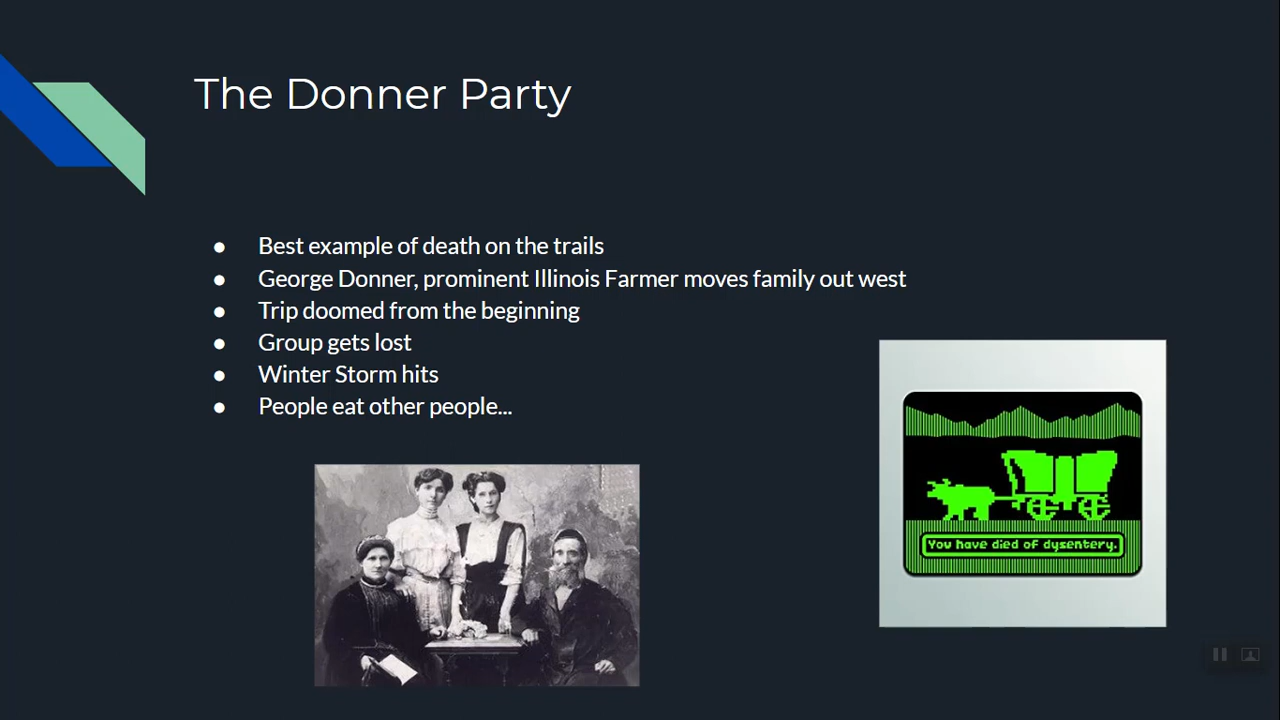 The Donner Party
● Best example of death on the trails
● George Donner, prominent Illinois Farmer moves family out west
● Trip doomed from the beginning
● Group gets lost
● Winter Storm hits
● People eat other people...
You have died of dysentery.